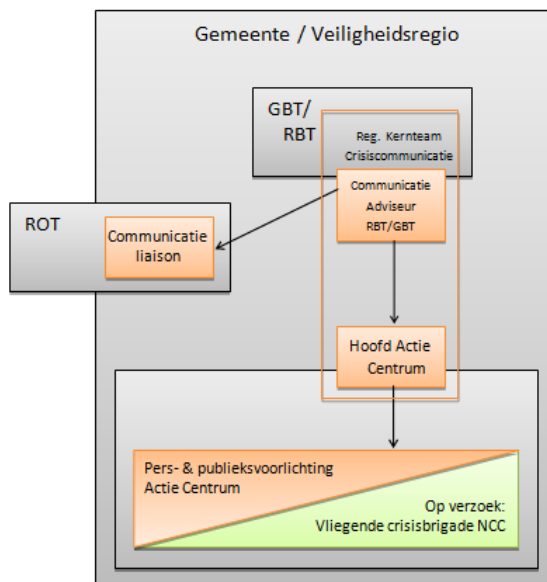 Gemeente / Veiligheidsregio
GBT/
RBT
Reg. Kernteam
Crisiscommunicatie
Communicatie
Adviseur
RBT/GBT
ROT
Communicatie
liaison
Hoofd Actie
Centrum
Pers- & publieksvoorlichting
Actie Centrum
Op verzoek:
Vliegende crisisbrigade NCC